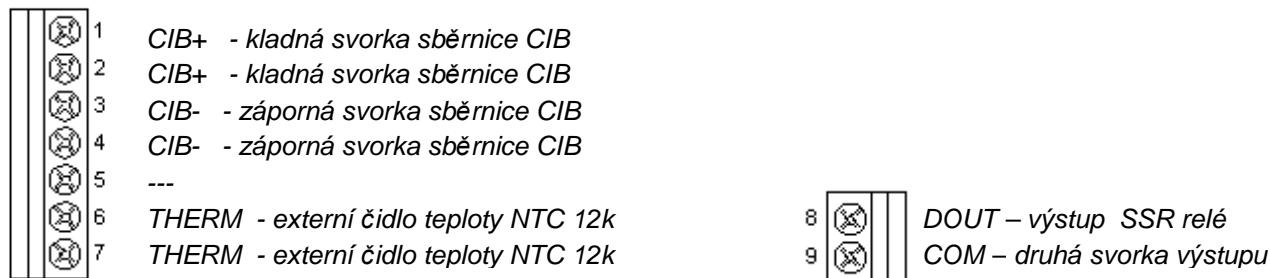 1 CIB+ - kladná svorka sběrnice CIB
2 CIB+ - kladná svorka sběrnice CIB
3 CIB- - záporná svorka sběrnice CIB
4 CIB- - záporná svorka sběrnice CIB
5 ---
6 THERM - externí čidlo teploty NTC 12k
7 THERM - externí čidlo teploty NTC 12k
8 DOUT – výstup SSR relé
9 COM – druhá svorka výstupu